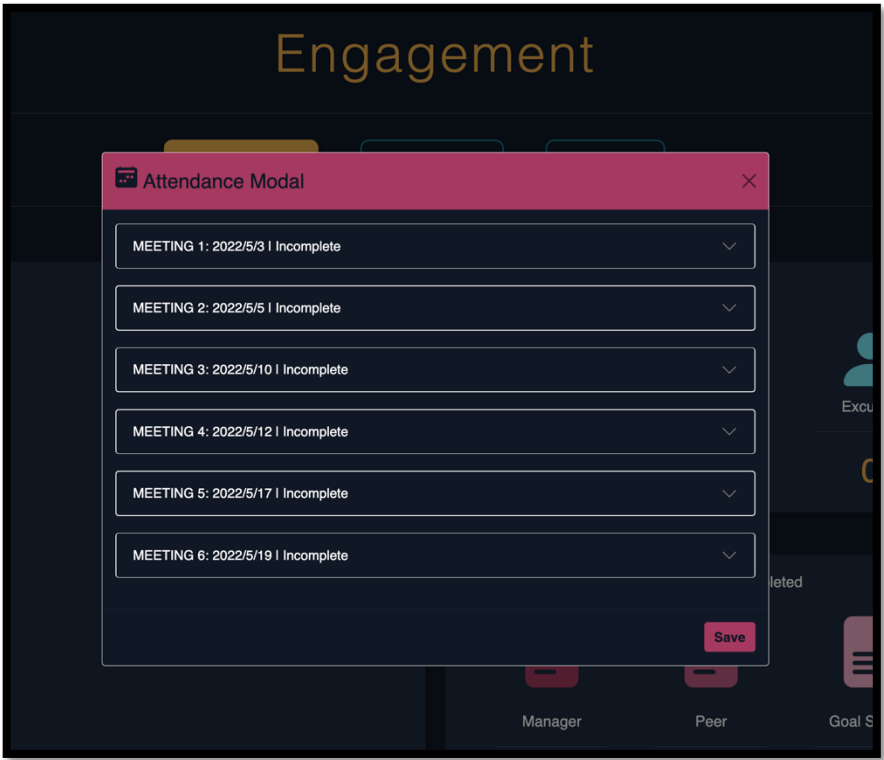 Engagement
Attendance Modal
MEETING 1: 2022/5/3 | Incomplete
MEETING 2: 2022/5/5 | Incomplete
MEETING 3: 2022/5/10 | Incomplete
MEETING 4: 2022/5/12 | Incomplete
MEETING 5: 2022/5/17 | Incomplete
MEETING 6: 2022/5/19 | Incomplete
Save
Manager
Peer
Goal